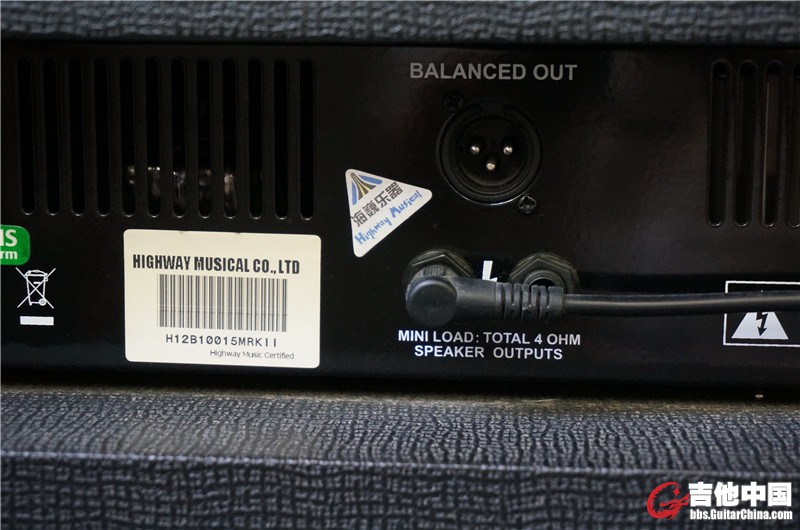 BALANCED OUT
海巍乐器
Highway Musical
HIGHWAY MUSICAL CO.,LTD
H12B10015MRKII
Highway Music Certified
MINI LOAD: TOTAL 4 OHM
SPEAKER OUTPUTS
吉他中国
bbs.GuitarChina.com